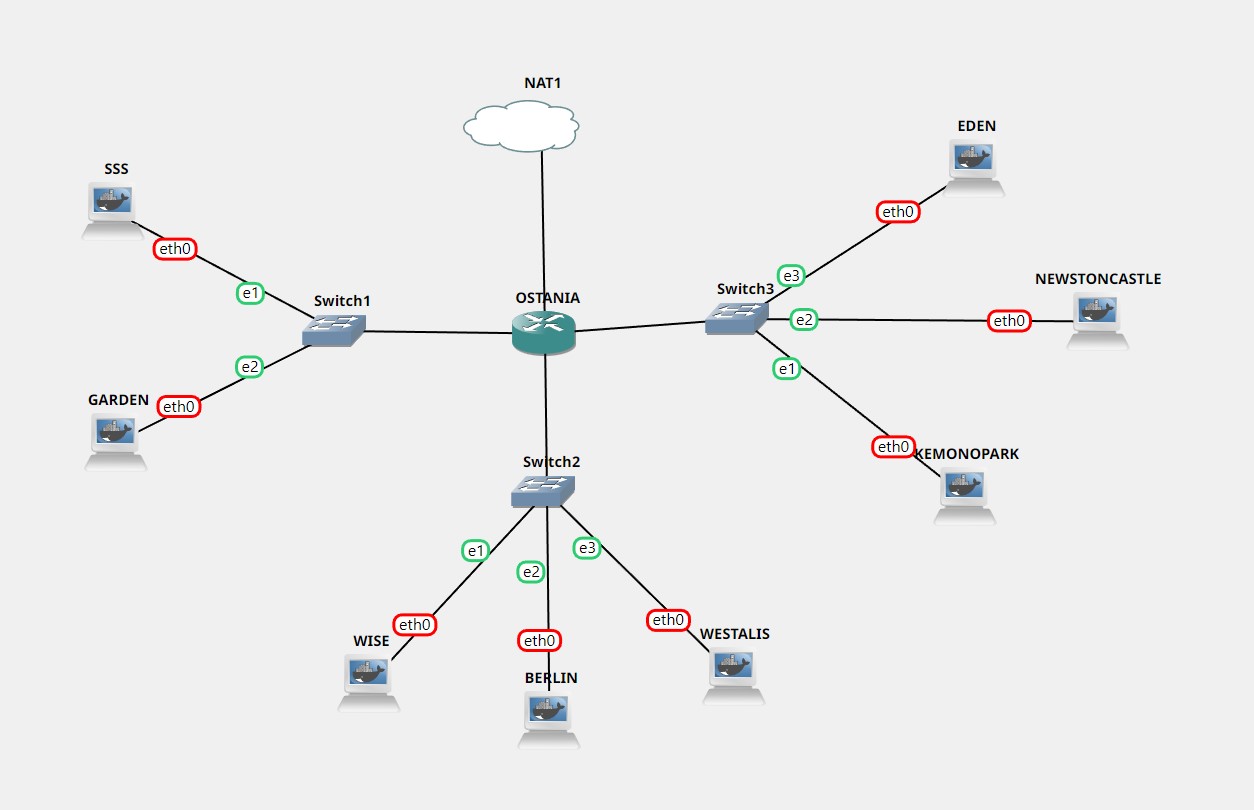 NAT1
EDEN
SSS
eth0
eth0
e3
NEWSTONCASTLE
Switch3
e1
Switch1
OSTANIA
e2
eth0
e2
e1
GARDEN
eth0
eth0
KEMONOPARK
Switch2
e1
e3
e2
eth0
eth0
eth0
WISE
WESTALIS
BERLIN